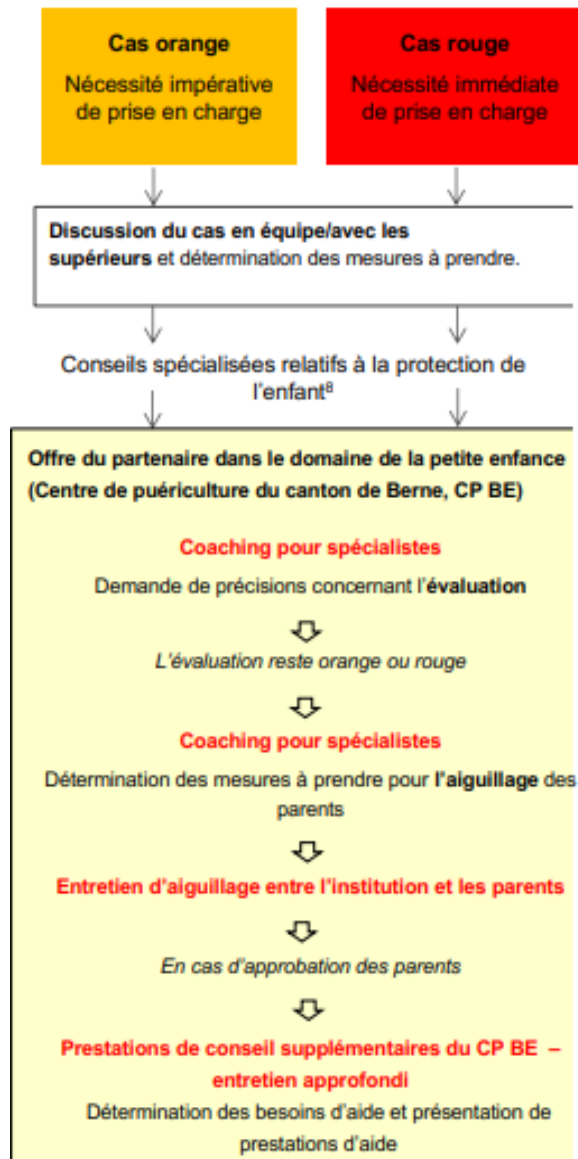 Cas orange
Nécessité impérative
de prise en charge
Cas rouge
Nécessité immédiate
de prise en charge
Discussion du cas en équipe/avec les
supérieurs et détermination des mesures à prendre.
Conseils spécialisées relatifs à la protection de
l'enfant⁸
Offre du partenaire dans le domaine de la petite enfance
(Centre de puériculture du canton de Berne, CP BE)
Coaching pour spécialistes
Demande de précisions concernant l'évaluation
L'évaluation reste orange ou rouge
Coaching pour spécialistes
Détermination des mesures à prendre pour l'aiguillage des
parents
Entretien d'aiguillage entre l'institution et les parents
En cas d'approbation des parents
Prestations de conseil supplémentaires du CP BE –
entretien approfondi
Détermination des besoins d'aide et présentation de
prestations d'aide